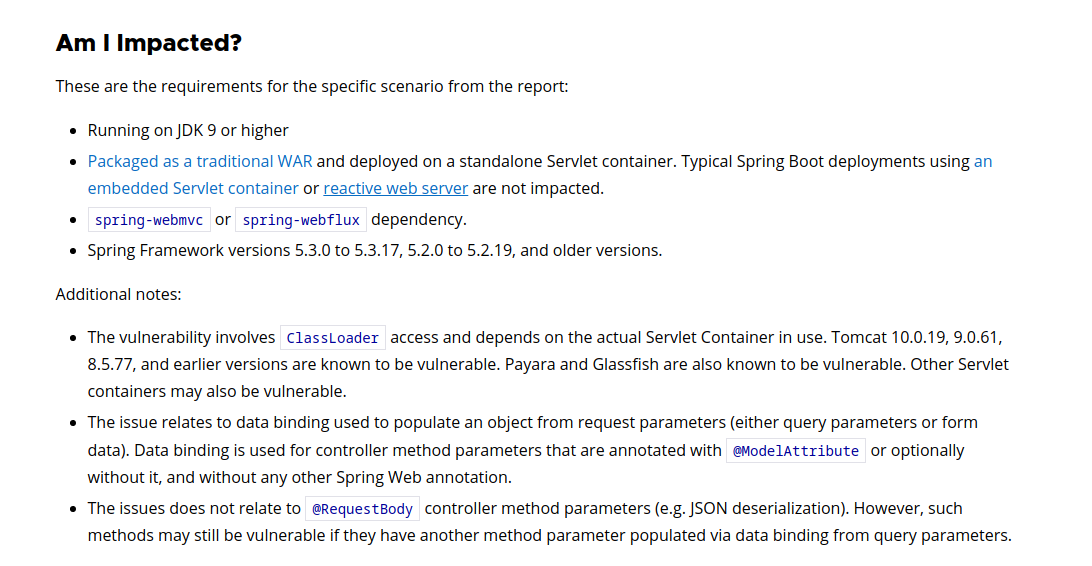 Am I Impacted?
These are the requirements for the specific scenario from the report:
• Running on JDK 9 or higher
• Packaged as a traditional WAR and deployed on a standalone Servlet container. Typical Spring Boot deployments using an
embedded Servlet container or reactive web server are not impacted.
• spring-webmvc or spring-webflux dependency.
• Spring Framework versions 5.3.0 to 5.3.17, 5.2.0 to 5.2.19, and older versions.
Additional notes:
• The vulnerability involves ClassLoader access and depends on the actual Servlet Container in use. Tomcat 10.0.19, 9.0.61,
8.5.77, and earlier versions are known to be vulnerable. Payara and Glassfish are also known to be vulnerable. Other Servlet
containers may also be vulnerable.
• The issue relates to data binding used to populate an object from request parameters (either query parameters or form
data). Data binding is used for controller method parameters that are annotated with @ModelAttribute or optionally
without it, and without any other Spring Web annotation.
• The issues does not relate to @RequestBody controller method parameters (e.g. JSON deserialization). However, such
methods may still be vulnerable if they have another method parameter populated via data binding from query parameters.